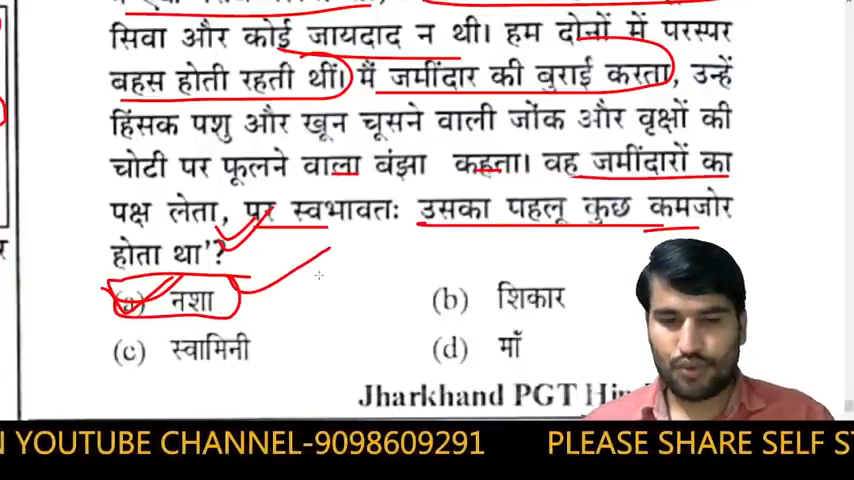 सिवा और कोई जायदाद न थी। हम दोनों में परस्पर
बहस होती रहती थीं। मैं जमींदार की बुराई करता, उन्हें
हिंसक पशु और खून चूसने वाली जोंक और वृक्षों की
चोटी पर फूलने वाला बंझा कहता। वह जमींदारों का
पक्ष लेता, पर स्वभावतः उसका पहलू कुछ कमजोर
होता था'?
(a) नशा (b) शिकार
(c) स्वामिनी (d) माँ
Jharkhand PGT
YOUTUBE CHANNEL-9098609291 PLEASE SHARE SELF